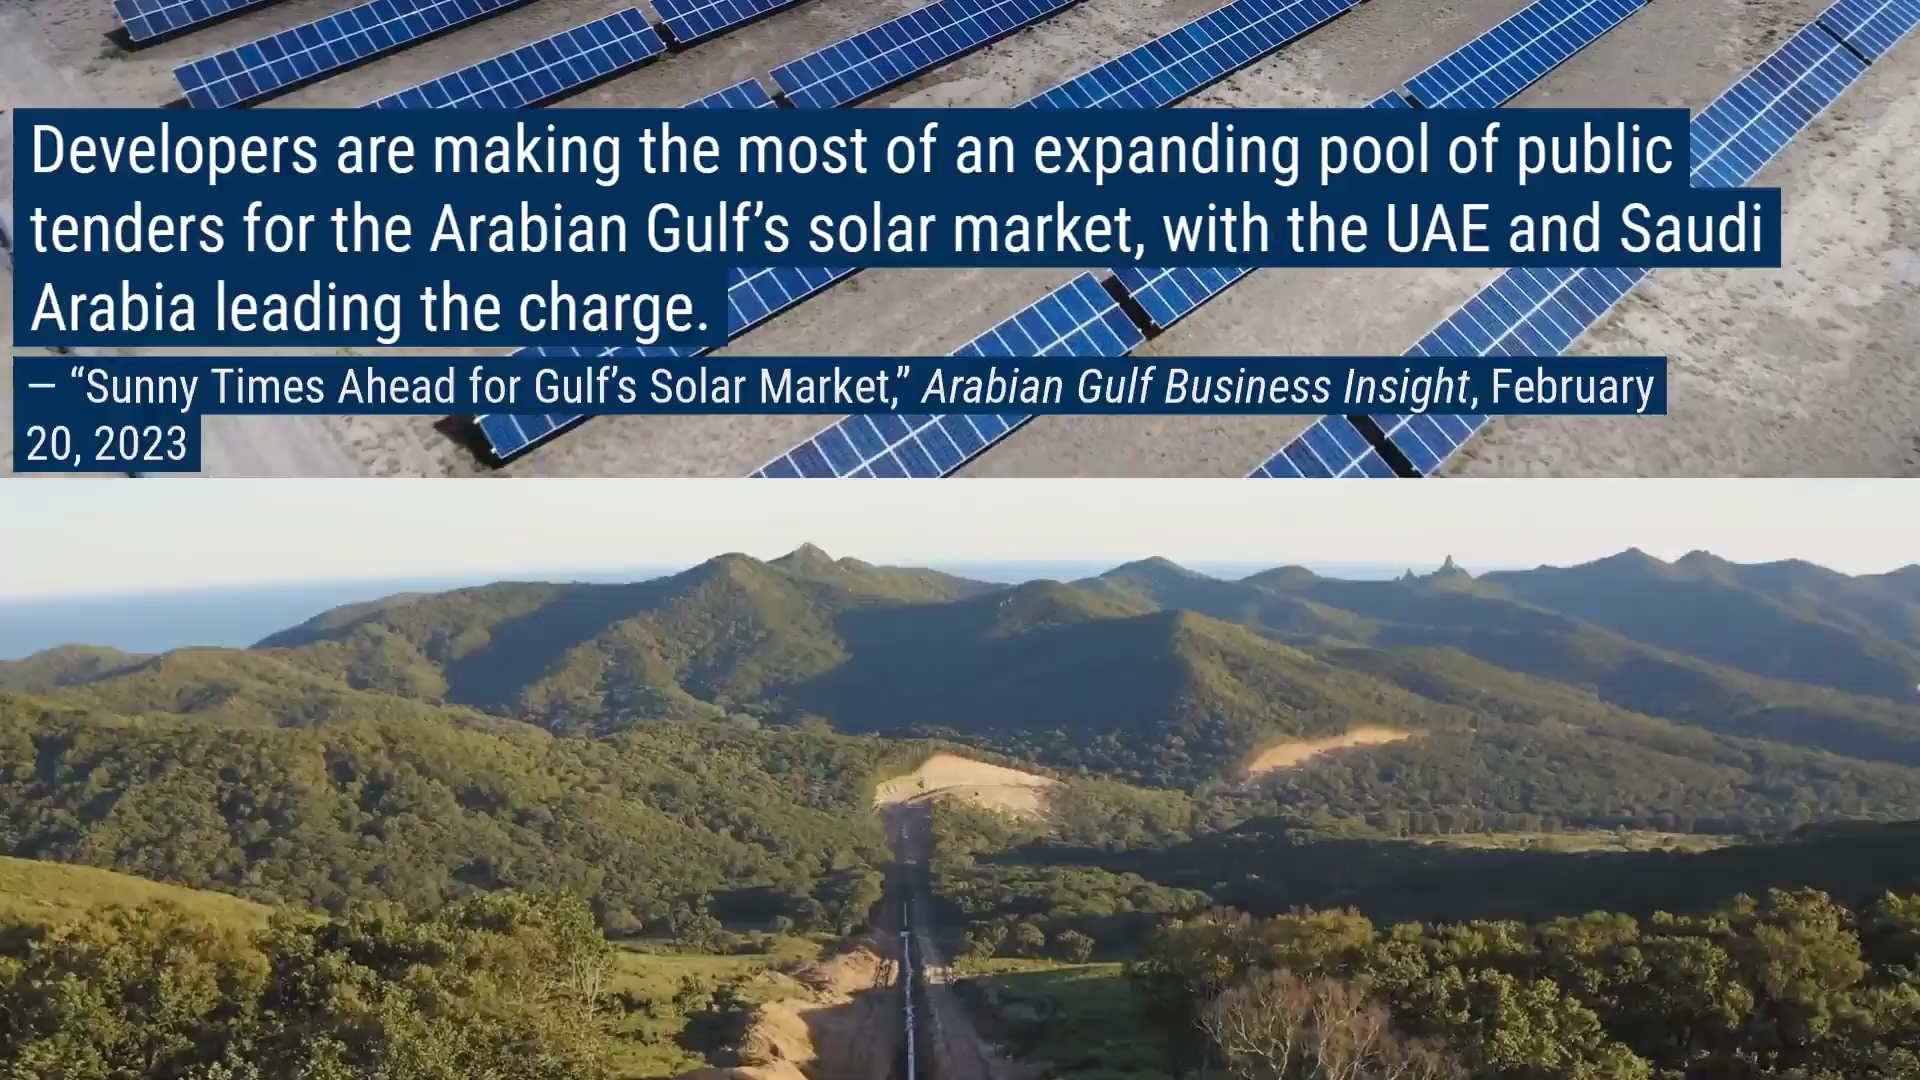 Developers are making the most of an expanding pool of public
tenders for the Arabian Gulf’s solar market, with the UAE and Saudi
Arabia leading the charge.
— “Sunny Times Ahead for Gulf’s Solar Market,” Arabian Gulf Business Insight, February
20, 2023